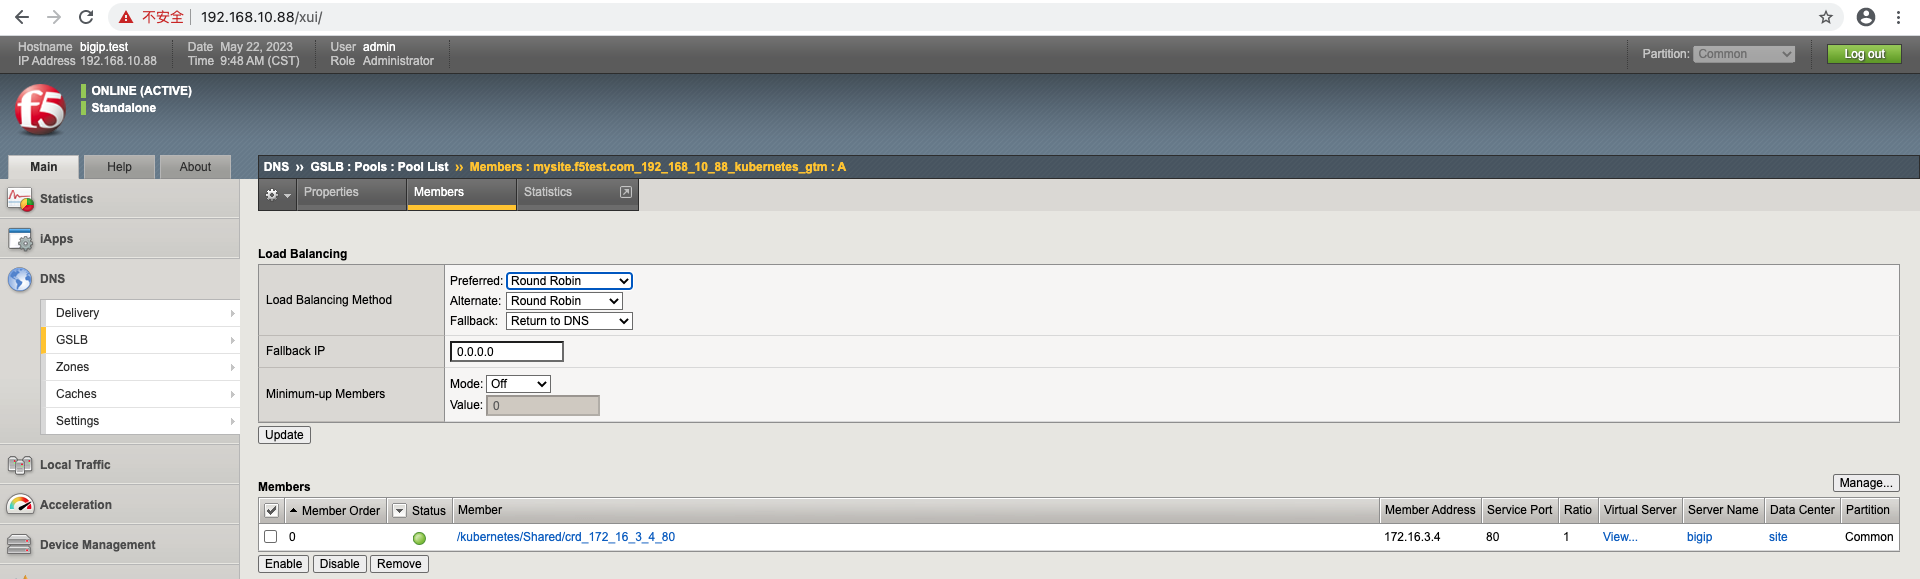 不安全 192.168.10.88/xui/
Hostname bigip.test Date May 22, 2023 User admin
IP Address 192.168.10.88 Time 9:48 AM (CST) Role Administrator
Partition: Common Log out
f5 ONLINE (ACTIVE)
Standalone
Main Help About
DNS ›› GSLB : Pools : Pool List ›› Members : mysite.f5test.com_192_168_10_88_kubernetes_gtm : A
Properties Members Statistics
Statistics
iApps
DNS
Delivery
GSLB
Zones
Caches
Settings
Local Traffic
Acceleration
Device Management
Load Balancing
Load Balancing Method
Preferred: Round Robin
Alternate: Round Robin
Fallback: Return to DNS
Fallback IP 0.0.0.0
Minimum-up Members
Mode: Off
Value: 0
Update
Members
Manage...
Member Order Status Member Member Address Service Port Ratio Virtual Server Server Name Data Center Partition
0 /kubernetes/Shared/crd_172_16_3_4_80 172.16.3.4 80 1 View... bigip site Common
Enable Disable Remove